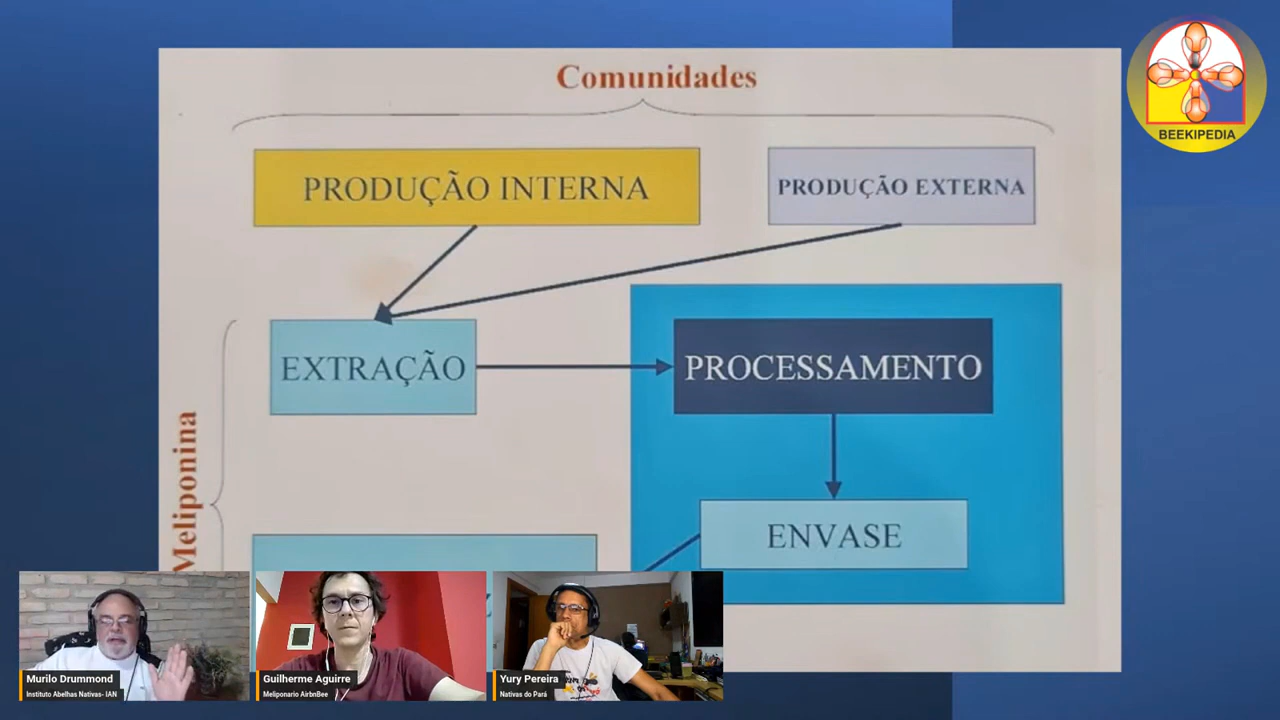 Comunidades
BEEKIPEDIA
PRODUÇÃO INTERNA
PRODUÇÃO EXTERNA
EXTRAÇÃO
PROCESSAMENTO
Meliponina
ENVASE
Murilo Drummond
Instituto Abelhas Nativas- IAN
Guilherme Aguirre
Meliponario AirbnBee
Yury Pereira
Nativas do Pará